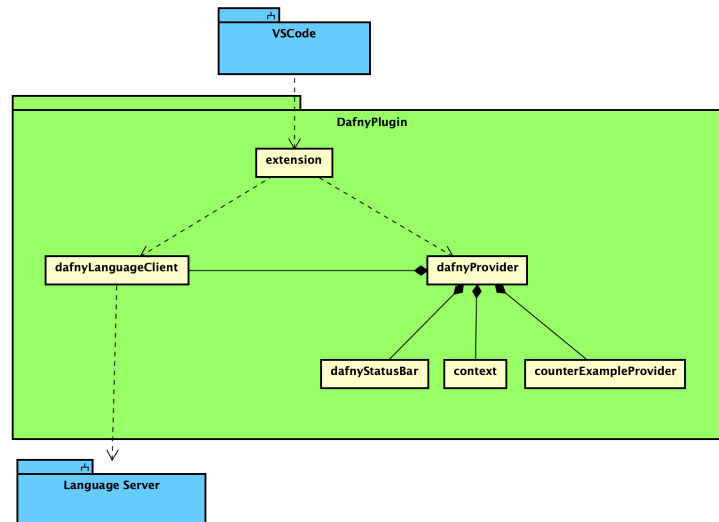 VSCode
DafnyPlugin
extension
dafnyLanguageClient
dafnyProvider
dafnyStatusBar
context
counterExampleProvider
Language Server